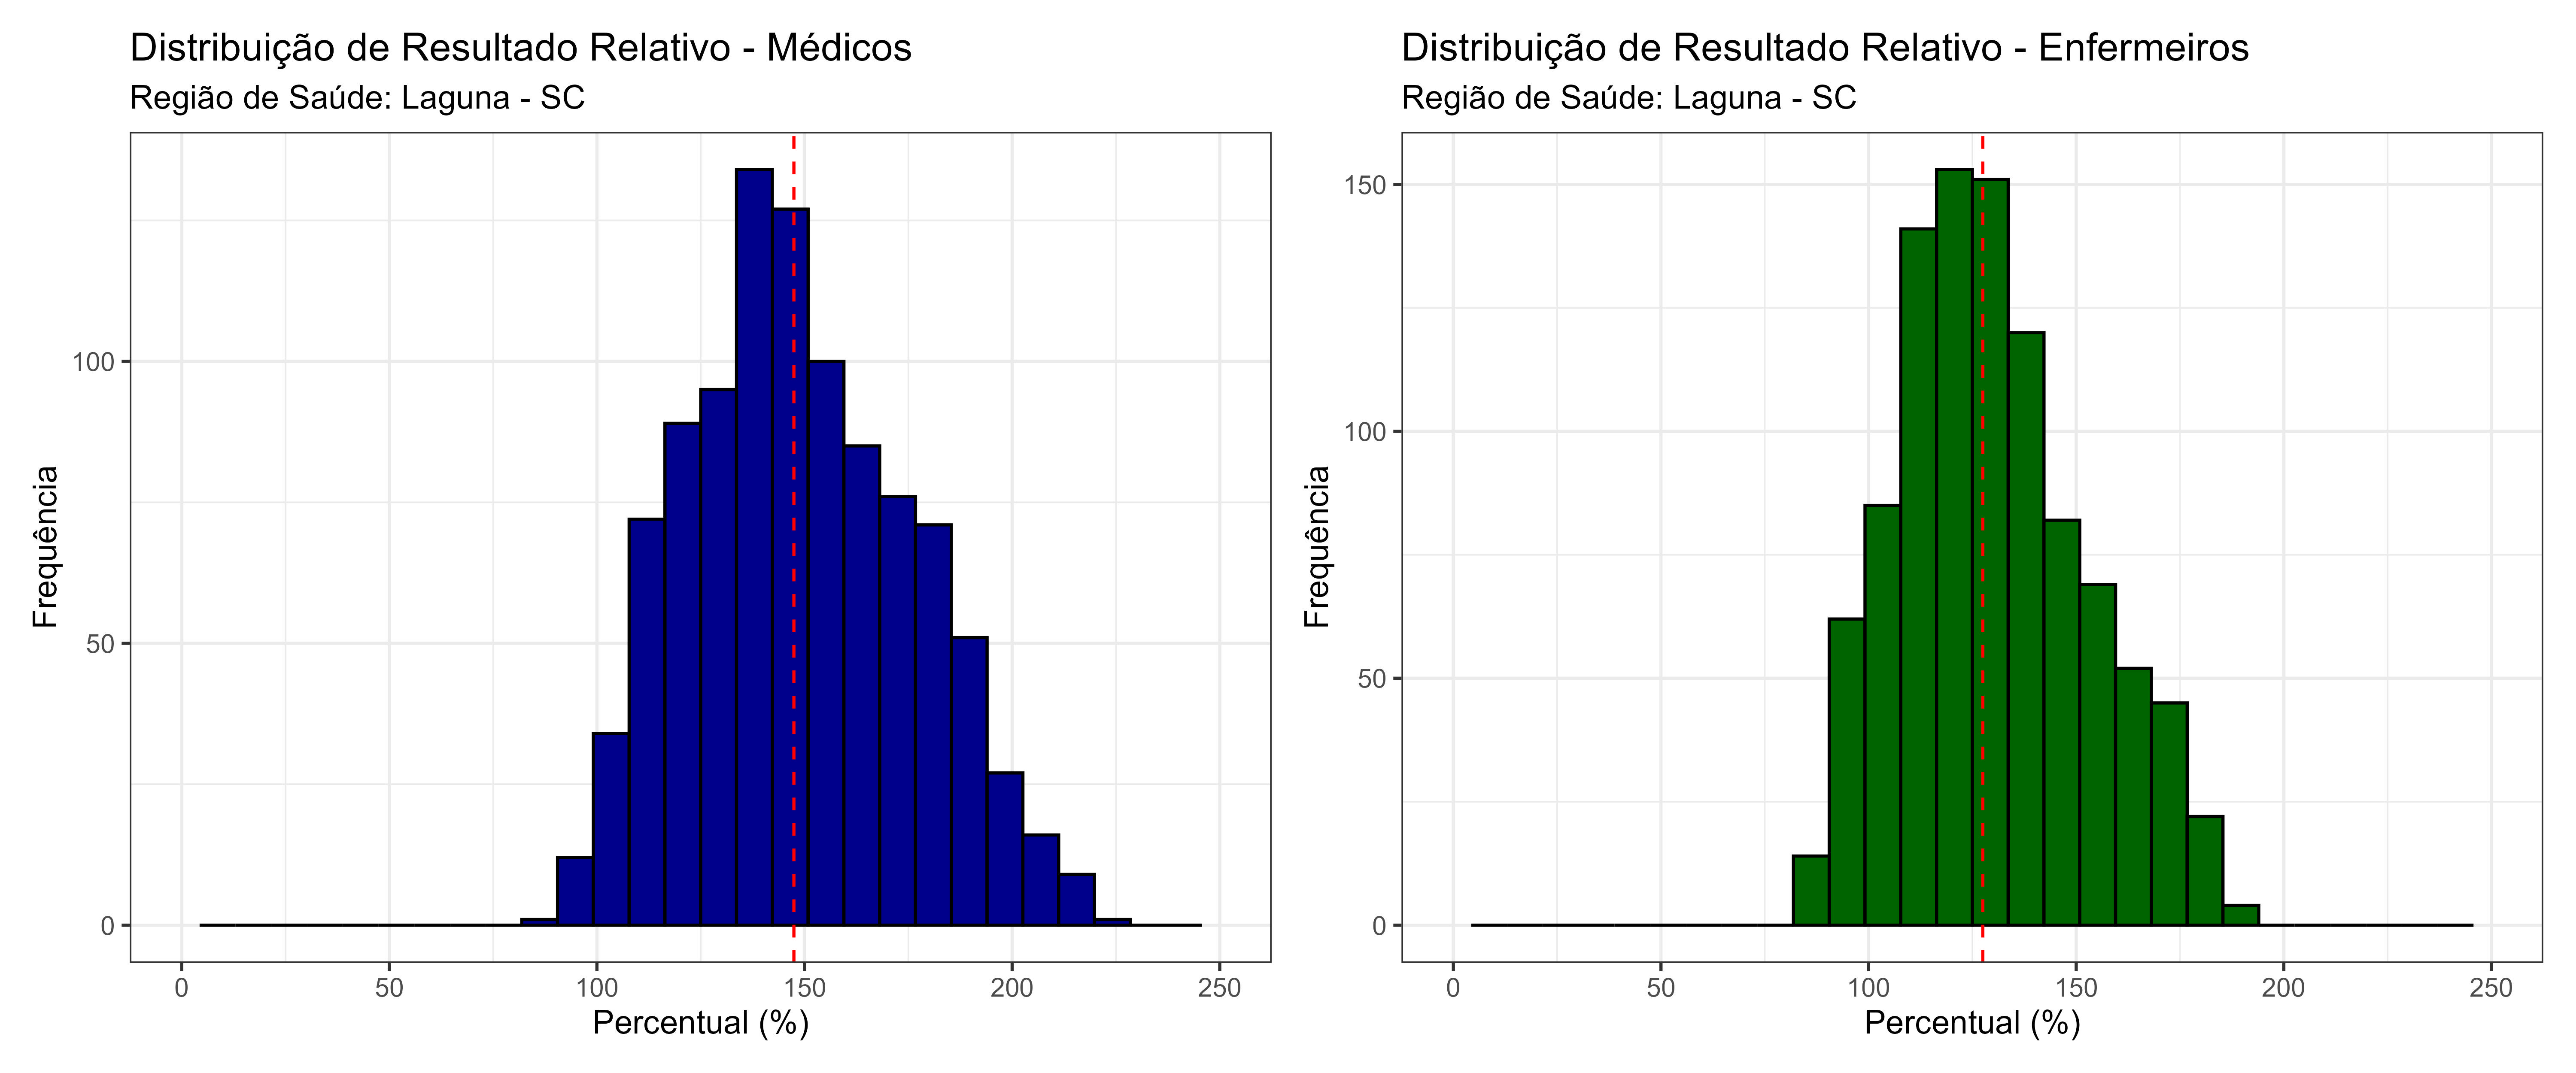 Distribuição de Resultado Relativo - Médicos
Região de Saúde: Laguna - SC
Frequência
100
50
0
0 50 100 150 200 250
Percentual (%)
Distribuição de Resultado Relativo - Enfermeiros
Região de Saúde: Laguna - SC
Frequência
150
100
50
0
0 50 100 150 200 250
Percentual (%)